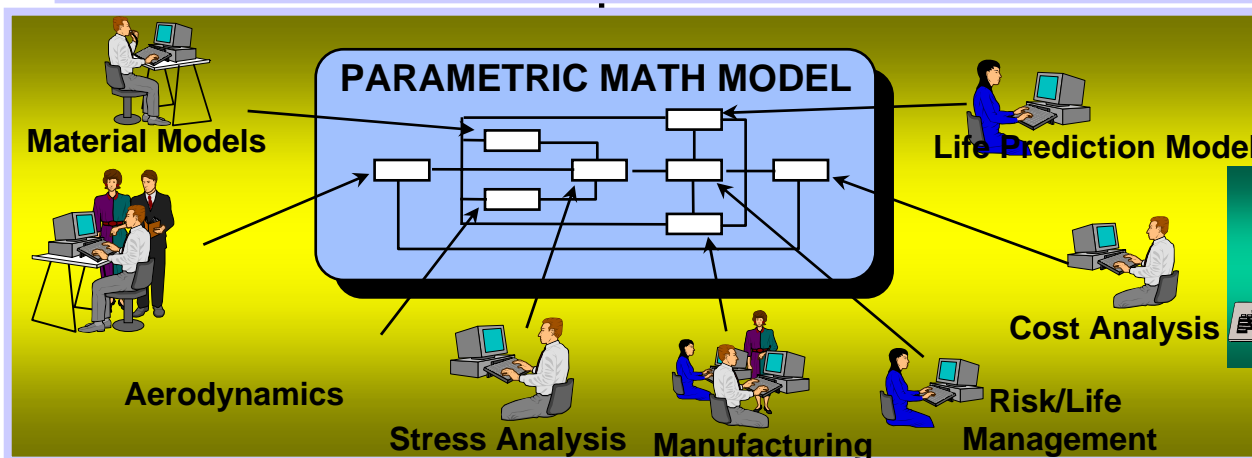 PARAMETRIC MATH MODEL
Material Models
Life Prediction Model
Cost Analysis
Aerodynamics
Stress Analysis
Manufacturing
Risk/Life
Management